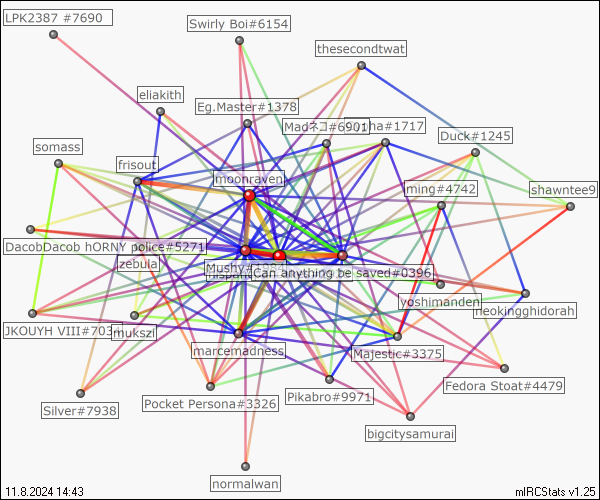 LPK2387 #7690
Swirly Boi#6154
thesecondtwat
eliakith
Eg.Master#1378
Madネコ#6901
#1717
Duck#1245
somass
frisout
moonraven
ming#4742
shawntee9
DacobDacob hORNY police#5271
zebula
Mushy#1984
Can anything be saved#0396
yoshimanden
neokingghidorah
JKOUYH VIII#703
mukszi
marcemadness
Majestic#3375
Fedora Stoat#4479
Silver#7938
Pocket Persona#3326
Pikabro#9971
bigcitysamurai
normalwan
11.8.2024 14:43
mIRCStats v1.25